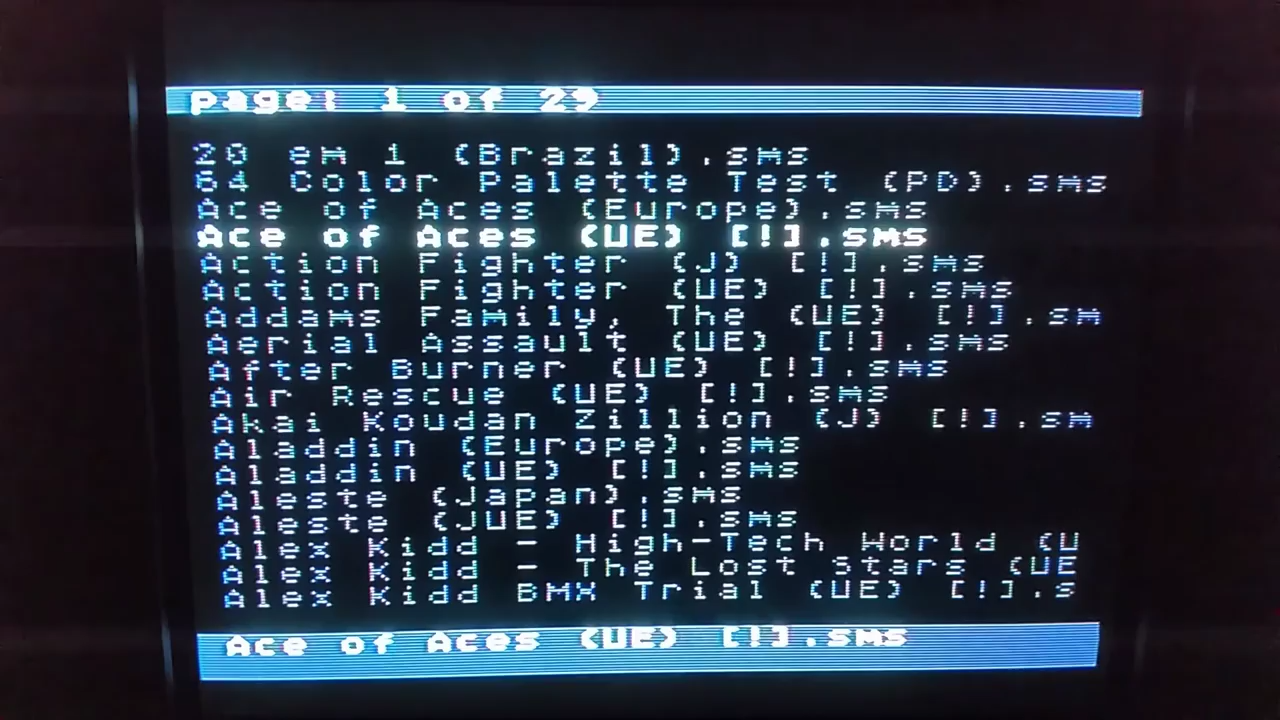 page: 1 of 29
20 em 1 (Brazil).sms
64 Color Palette Test (PD).sms
Ace of Aces (Europe).sms
Ace of Aces (UE) [!].sms
Action Fighter (J) [!].sms
Action Fighter (UE) [!].sms
Addams Family, The (UE) [!].sm
Aerial Assault (UE) [!].sms
After Burner (UE) [!].sms
Air Rescue (UE) [!].sms
Akai Koudan Zillion (J) [!].sm
Aladdin (Europe).sms
Aladdin (UE) [!].sms
Aleste (Japan).sms
Aleste (JUE) [!].sms
Alex Kidd - High-Tech World (U
Alex Kidd - The Lost Stars (UE
Alex Kidd BMX Trial (UE) [!].s
Ace of Aces (UE) [!].sms